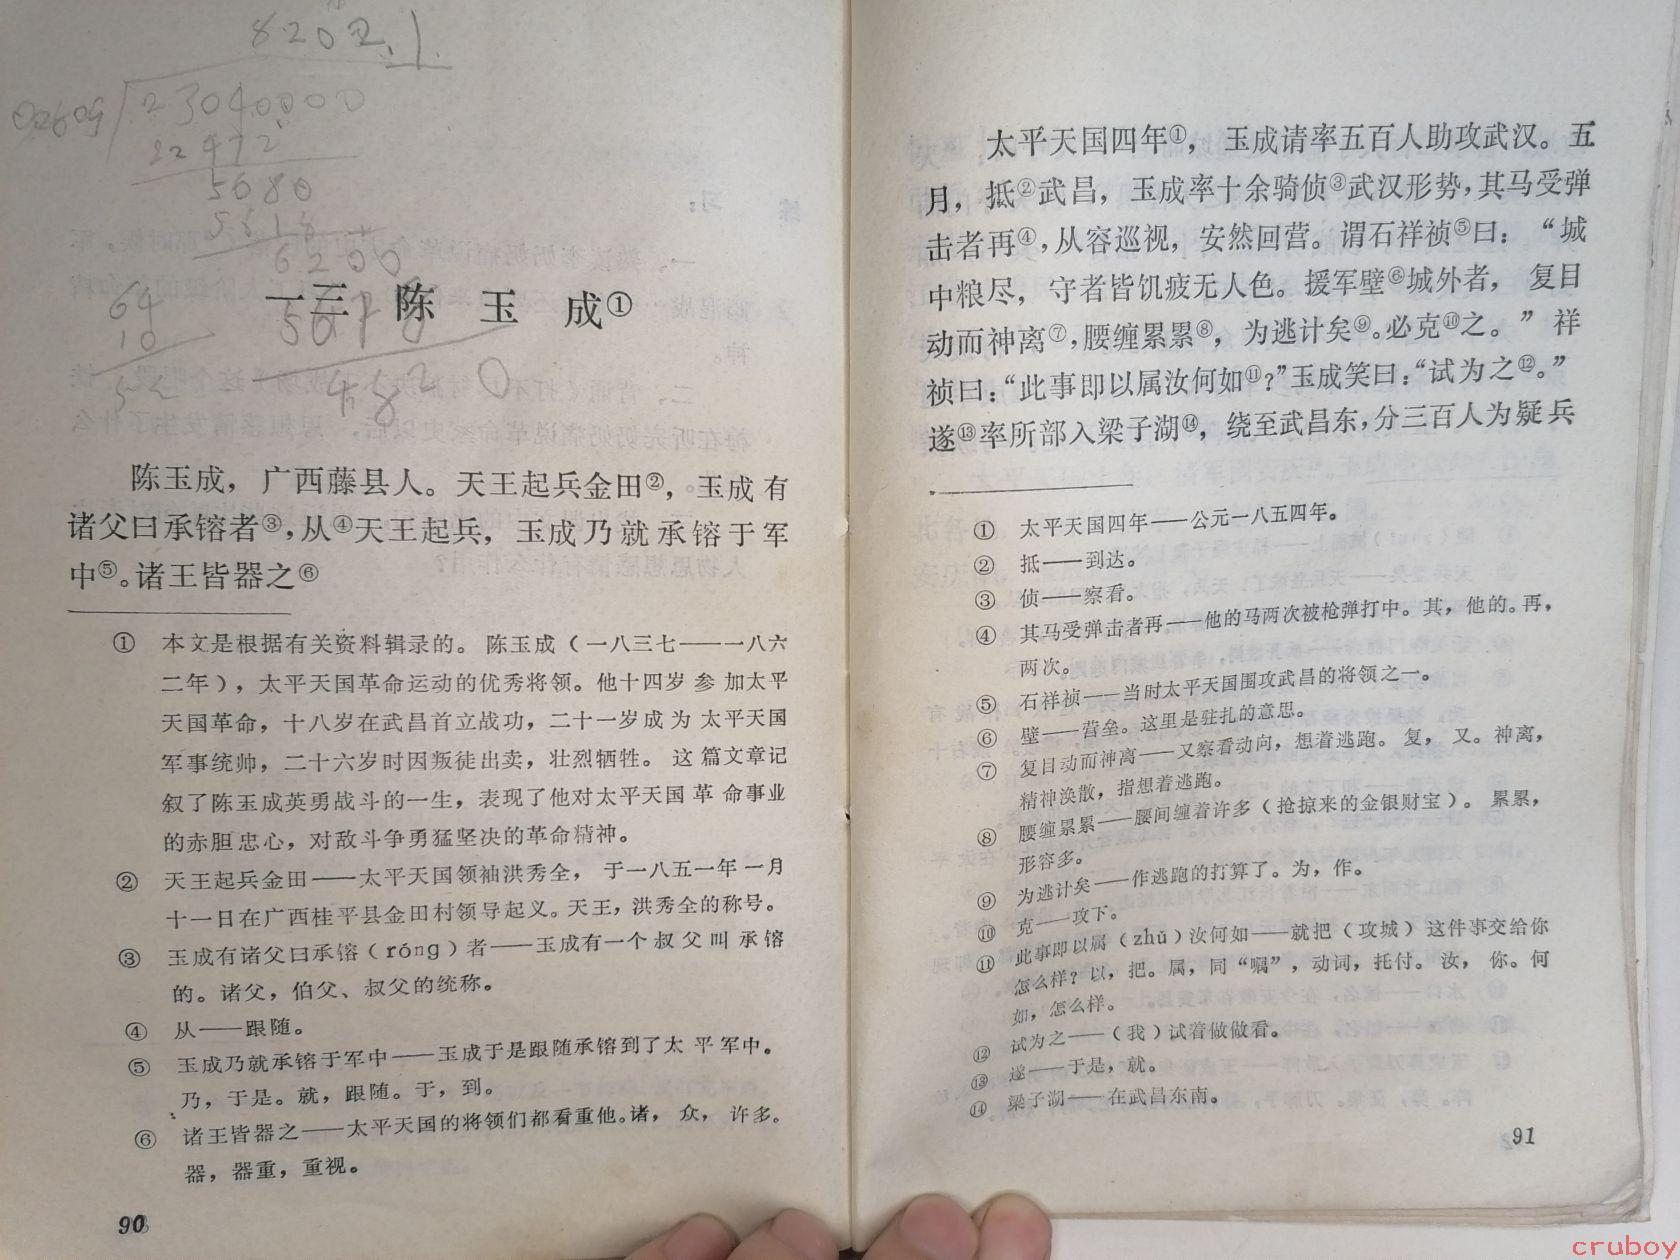 8202.1
23040000
22472
5680
5618
6200
64
10
一三 陈 玉 成①
陈玉成，广西藤县人。天王起兵金田②，玉成有
诸父曰承镕者③，从④天王起兵，玉成乃就承镕于军
中⑤。诸王皆器之⑥
① 本文是根据有关资料辑录的。陈玉成（一八三七——一八六
二年），太平天国革命运动的优秀将领。他十四岁参加太平
天国革命，十八岁在武昌首立战功，二十一岁成为太平天国
军事统帅，二十六岁时因叛徒出卖，壮烈牺牲。这篇文章记
叙了陈玉成英勇战斗的一生，表现了他对太平天国革命事业
的赤胆忠心，对敌斗争勇猛坚决的革命精神。
② 天王起兵金田——太平天国领袖洪秀全，于一八五一年一月
十一日在广西桂平县金田村领导起义。天王，洪秀全的称号。
③ 玉成有诸父曰承镕（róng）者——玉成有一个叔父叫承镕
的。诸父，伯父、叔父的统称。
④ 从——跟随。
⑤ 玉成乃就承镕于军中——玉成于是跟随承镕到了太平军中。
乃，于是。就，跟随。于，到。
⑥ 诸王皆器之——太平天国的将领们都看重他。诸，众，许多。
器，器重，重视。
90
太平天国四年①，玉成请率五百人助攻武汉。五
月，抵②武昌，玉成率十余骑侦③武汉形势，其马受弹
击者再④，从容巡视，安然回营。谓石祥祯⑤曰：“城
中粮尽，守者皆饥疲无人色。援军壁⑥城外者，复目
动而神离⑦，腰缠累累⑧，为逃计矣⑨。必克⑩之。”祥
祯曰：“此事即以属汝何如⑪？”玉成笑曰：“试为之⑫。”
遂⑬率所部入梁子湖⑭，绕至武昌东，分三百人为疑兵
① 太平天国四年——公元一八五四年。
② 抵——到达。
③ 侦——察看。
④ 其马受弹击者再——他的马两次被枪弹打中。其，他的。再，
两次。
⑤ 石祥祯——当时太平天国围攻武昌的将领之一。
⑥ 壁——营垒。这里是驻扎的意思。
⑦ 复目动而神离——又察看动向，想着逃跑。复，又。神离，
精神涣散，指想着逃跑。
⑧ 腰缠累累——腰间缠着许多（抢掠来的金银财宝）。累累，
形容多。
⑨ 为逃计矣——作逃跑的打算了。为，作。
⑩ 克——攻下。
⑪ 此事即以属（zhǔ）汝何如——就把（攻城）这件事交给你
怎么样？以，把。属，同“嘱”，动词，托付。汝，你。何
如，怎么样。
⑫ 试为之——（我）试着做做看。
⑬ 遂——于是，就。
⑭ 梁子湖——在武昌东南。
91
cruboy